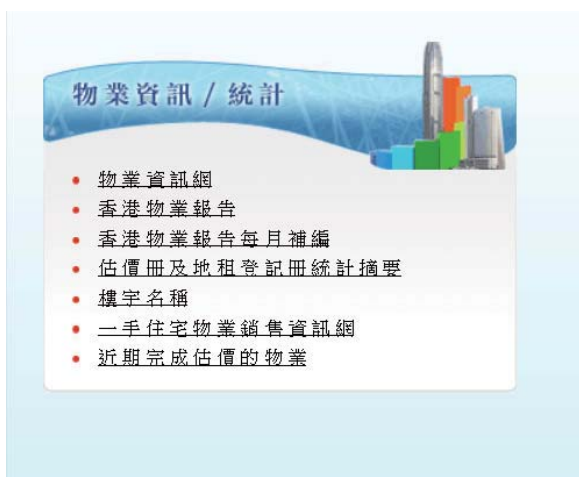 物業資訊 / 統計
物業資訊網
香港物業報告
香港物業報告每月補編
估價冊及地租登記冊統計摘要
樓宇名稱
一手住宅物業銷售資訊網
近期完成估價的物業